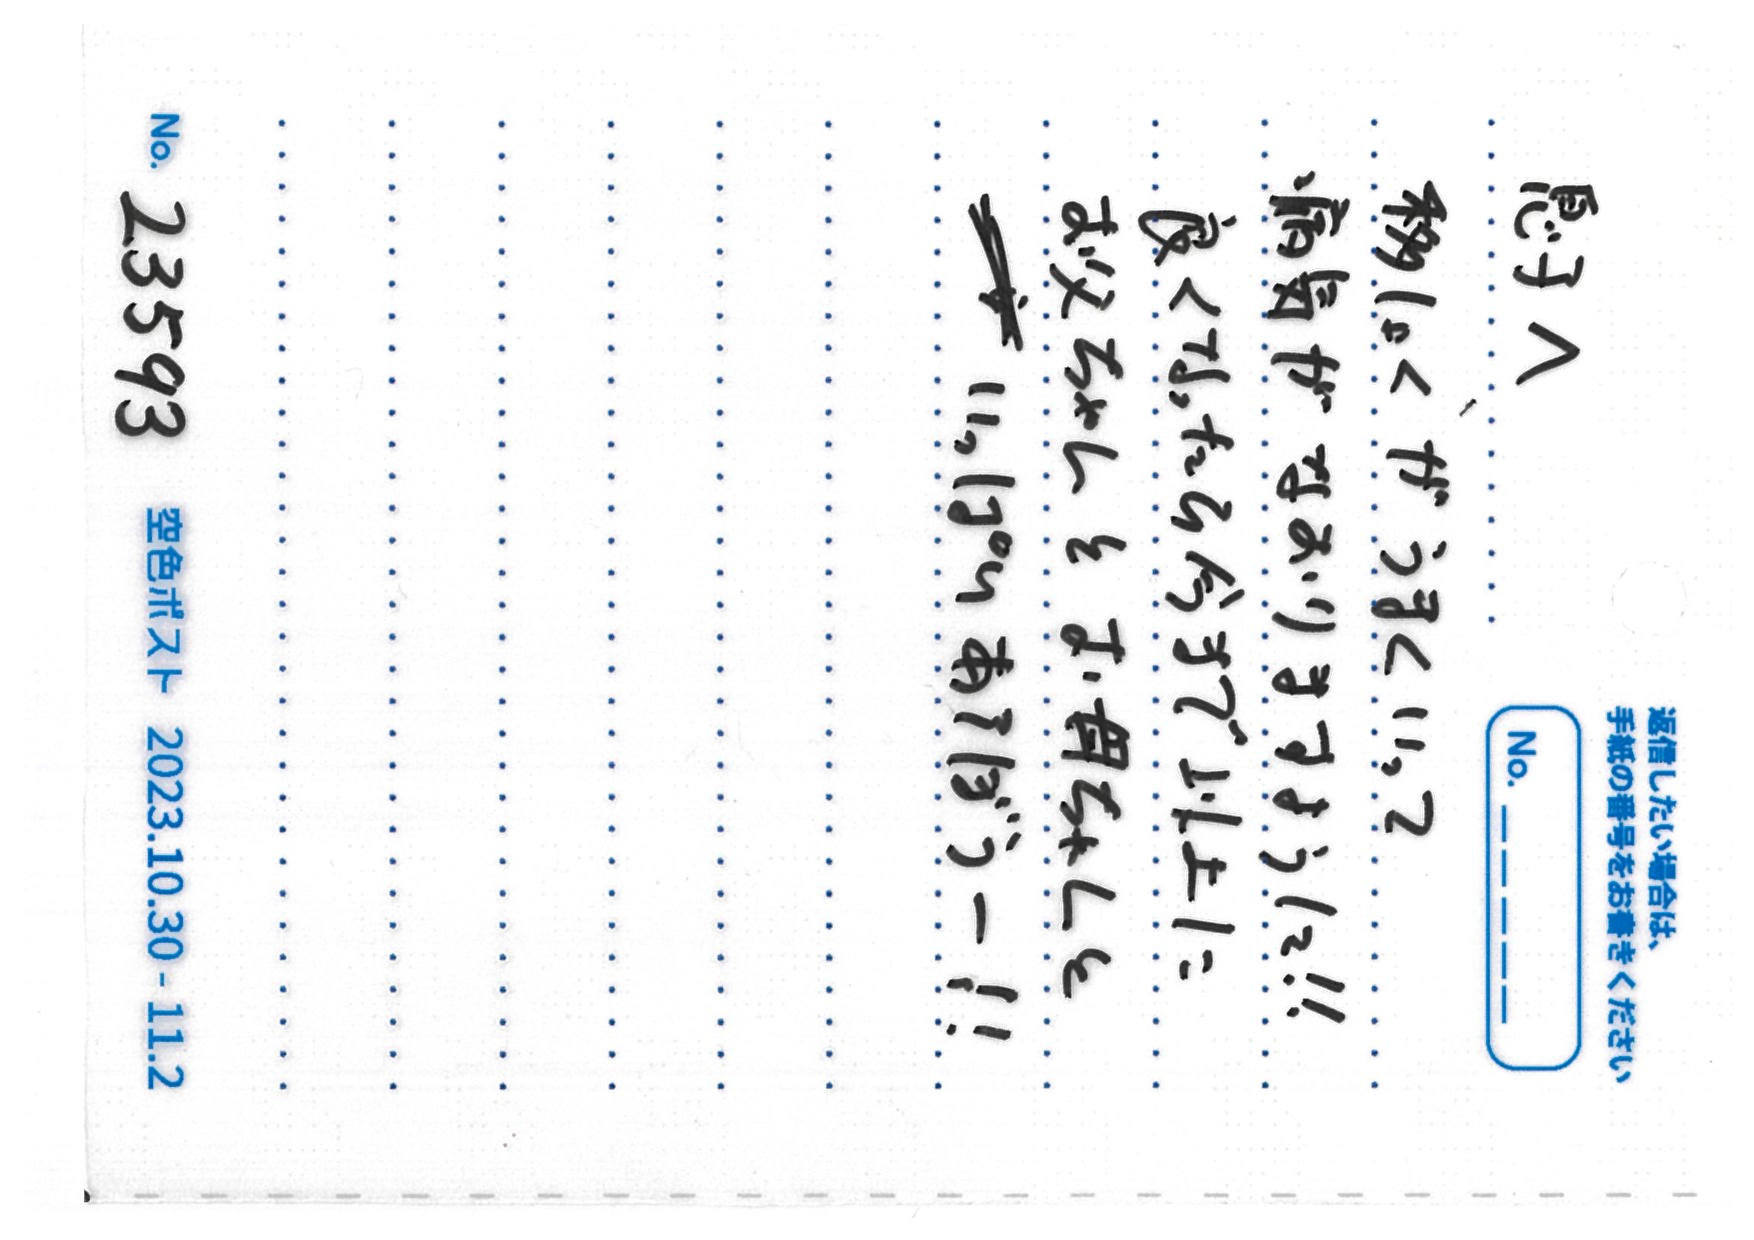 返信したい場合は、
手紙の番号をお書きください
No. _ _ _ _ _
息子へ
移しょくがうまくいって
病気がなおりますように!!
良くなったら今まで以上に
お父ちゃんとお母ちゃんと
いっぱいあそぼうー!!
No. 23593
空色ポスト 2023.10.30 - 11.2